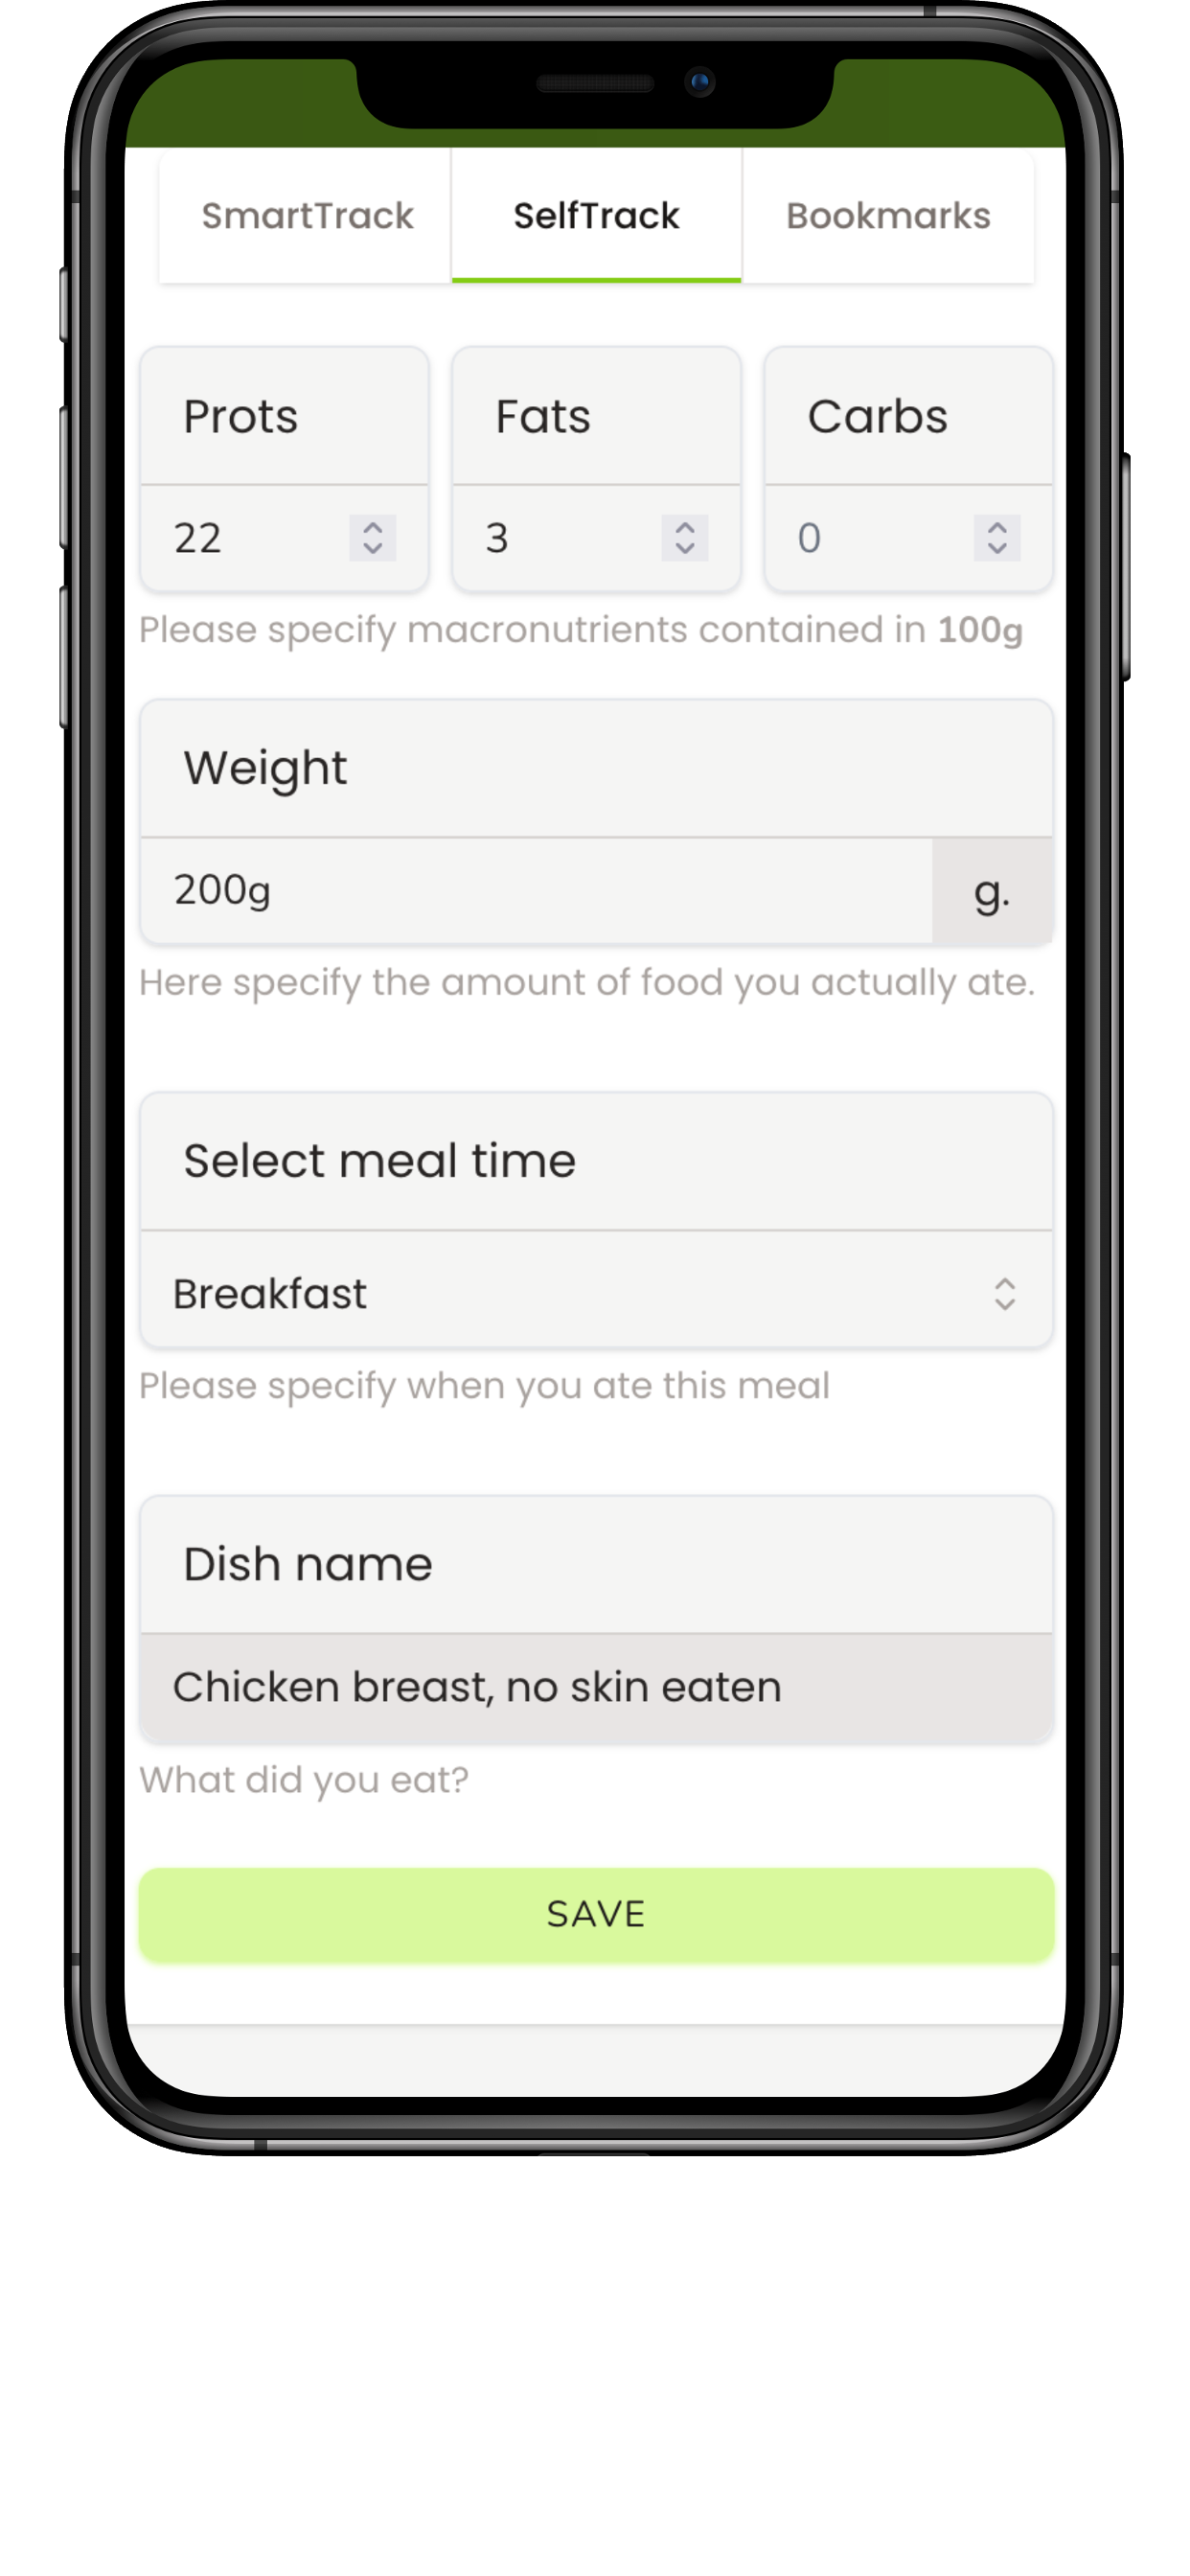 SmartTrack SelfTrack Bookmarks
Prots Fats Carbs
22 3 0
Please specify macronutrients contained in 100g
Weight
200g g.
Here specify the amount of food you actually ate.
Select meal time
Breakfast
Please specify when you ate this meal
Dish name
Chicken breast, no skin eaten
What did you eat?
SAVE